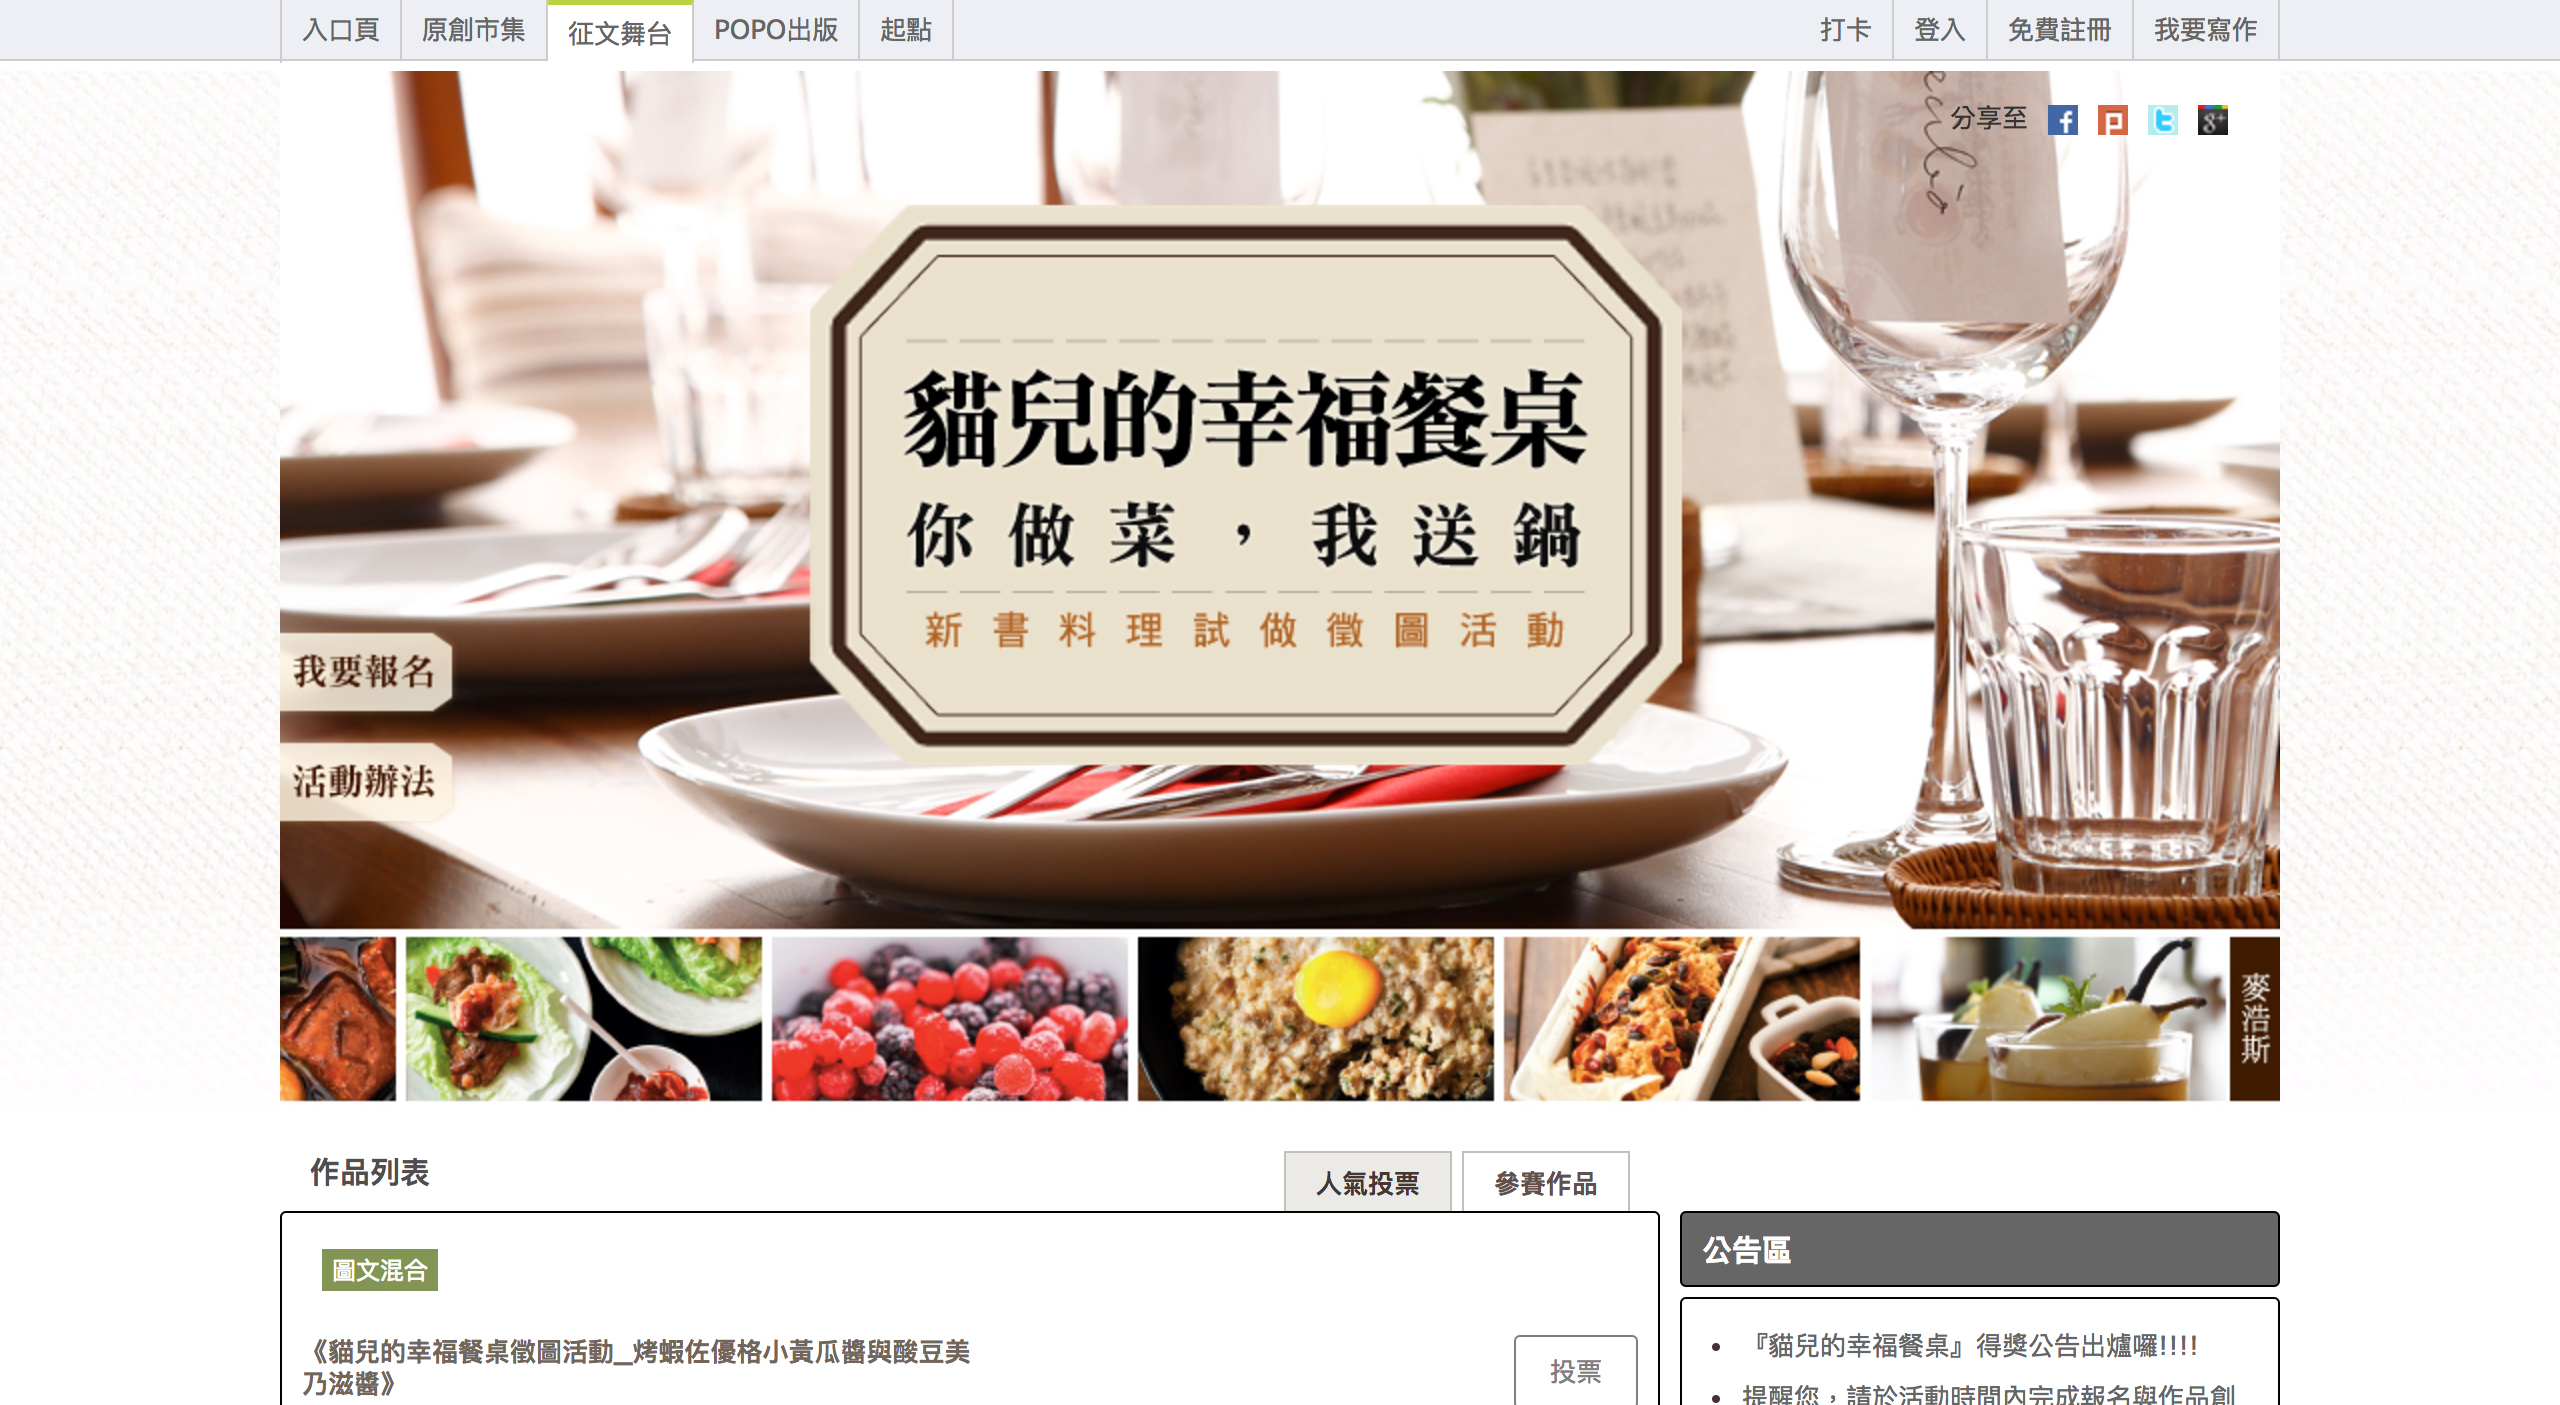 入口頁
原創市集
征文舞台
POPO出版
起點
打卡
登入
免費註冊
我要寫作
分享至
貓兒的幸福餐桌
你做菜，我送鍋
新書料理試做徵圖活動
我要報名
活動辦法
麥浩斯
作品列表
人氣投票
參賽作品
圖文混合
《貓兒的幸福餐桌徵圖活動__烤蝦佐優格小黃瓜醬與酸豆美
乃滋醬》
投票
公告區
『貓兒的幸福餐桌』得獎公告出爐囉!!!!
提醒您，請於活動時間內完成報名與作品創